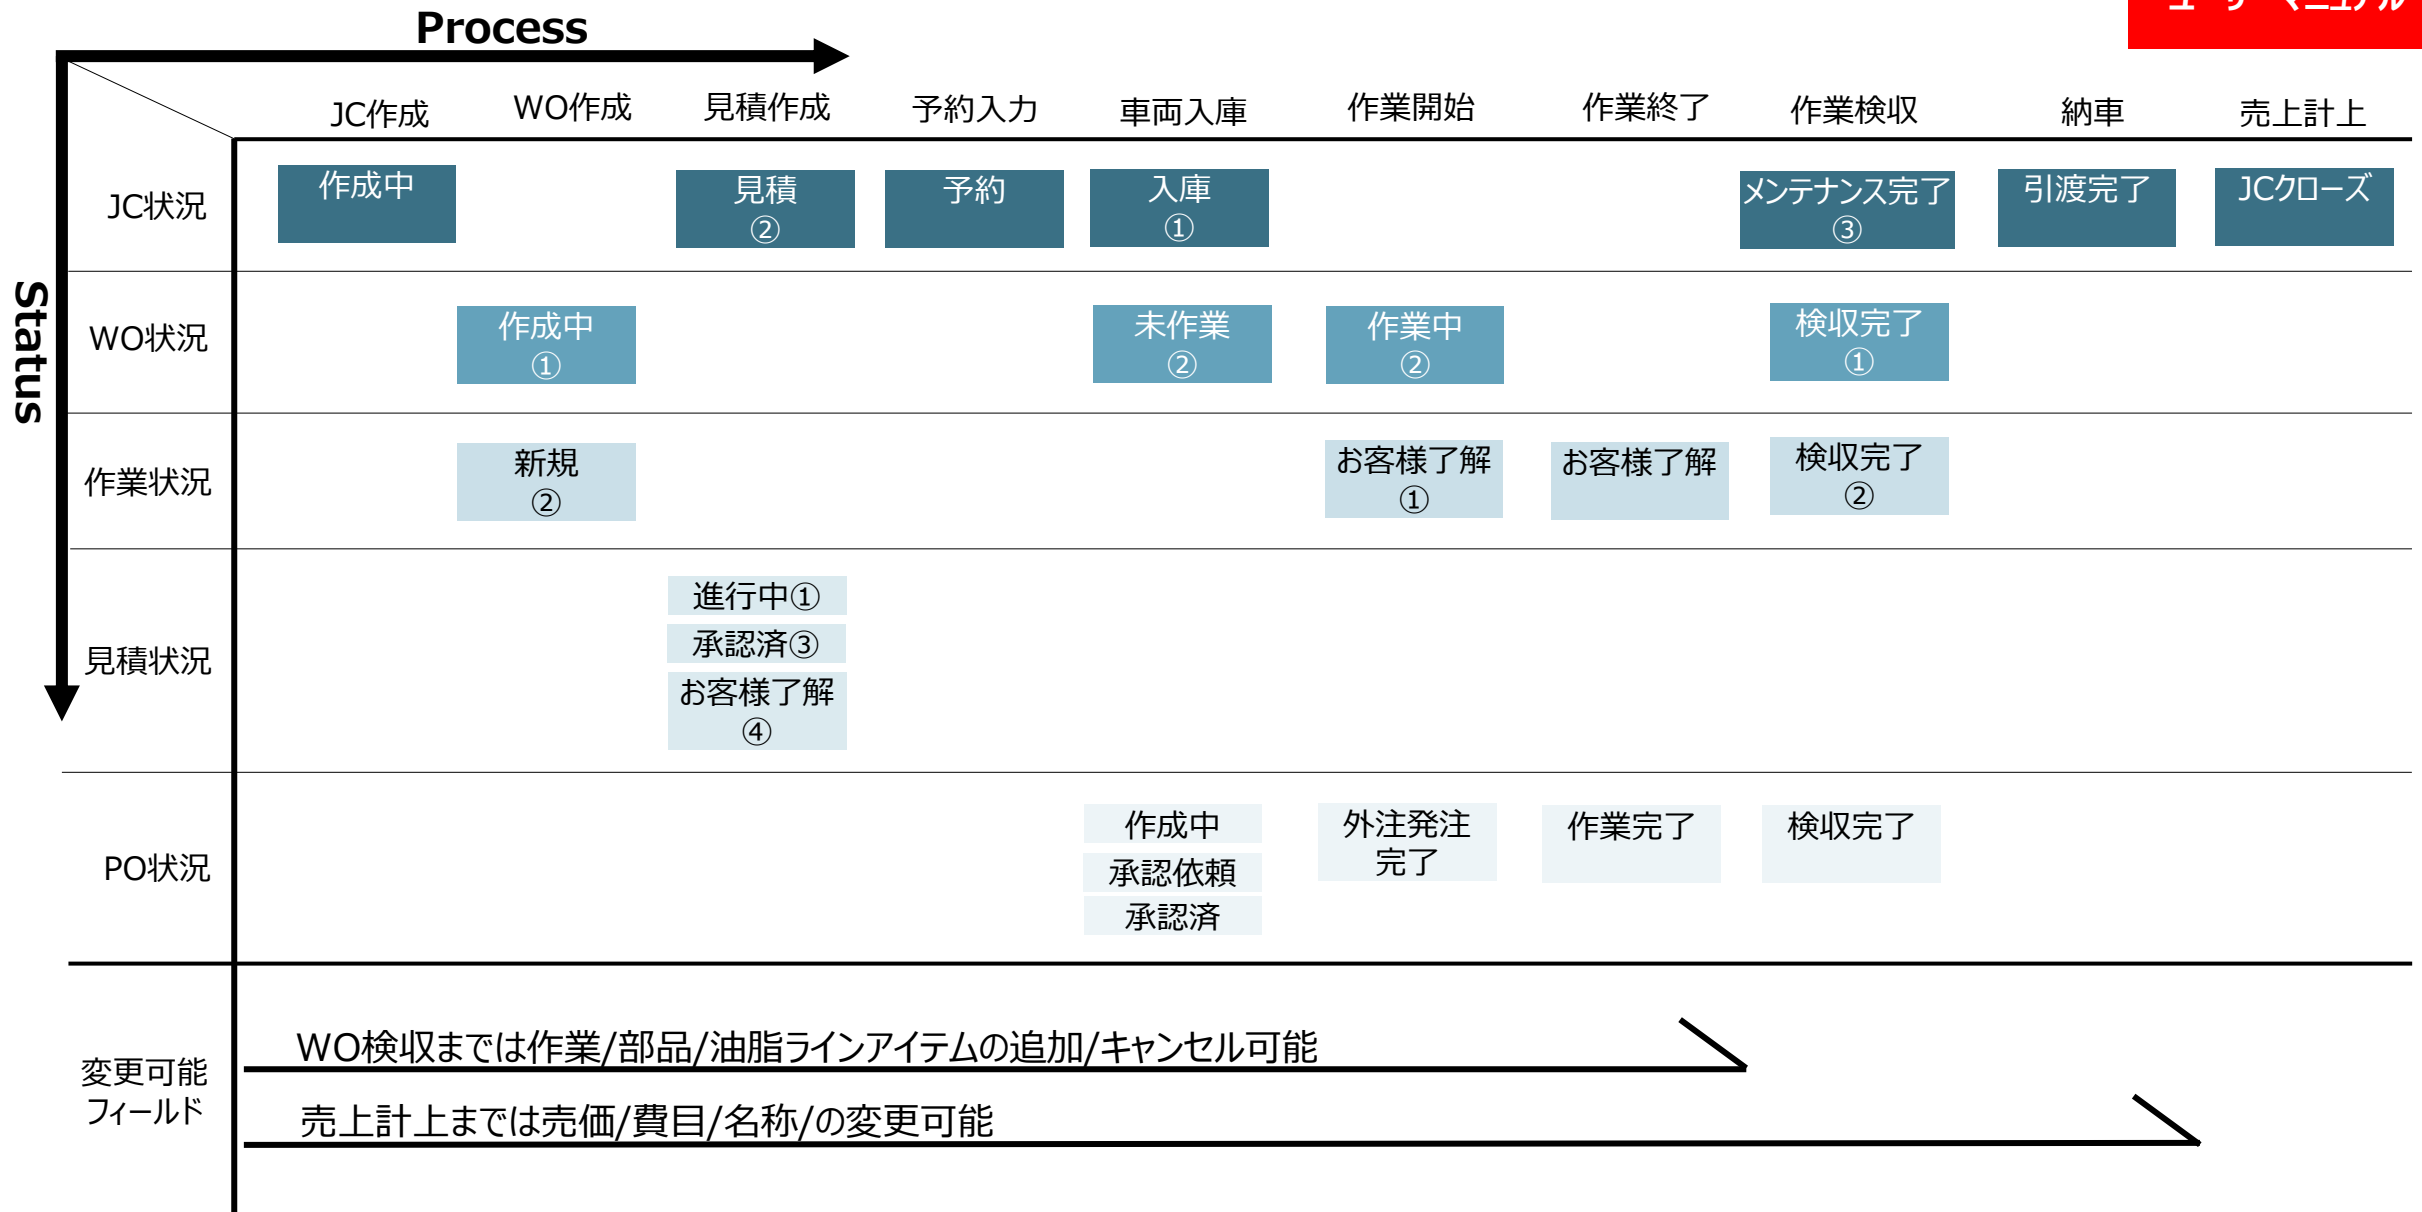 ユーザーマニュアル
Process
Status
JC作成 WO作成 見積作成 予約入力 車両入庫 作業開始 作業終了 作業検収 納車 売上計上
JC状況
作成中
見積
②
予約
入庫
①
メンテナンス完了
③
引渡完了
JCクローズ
WO状況
作成中
①
未作業
②
作業中
②
検収完了
①
作業状況
新規
②
お客様了解
①
お客様了解
検収完了
②
見積状況
進行中①
承認済③
お客様了解
④
PO状況
作成中
承認依頼
承認済
外注発注
完了
作業完了
検収完了
変更可能
フィールド
WO検収までは作業/部品/油脂ラインアイテムの追加/キャンセル可能
売上計上までは売価/費目/名称/の変更可能